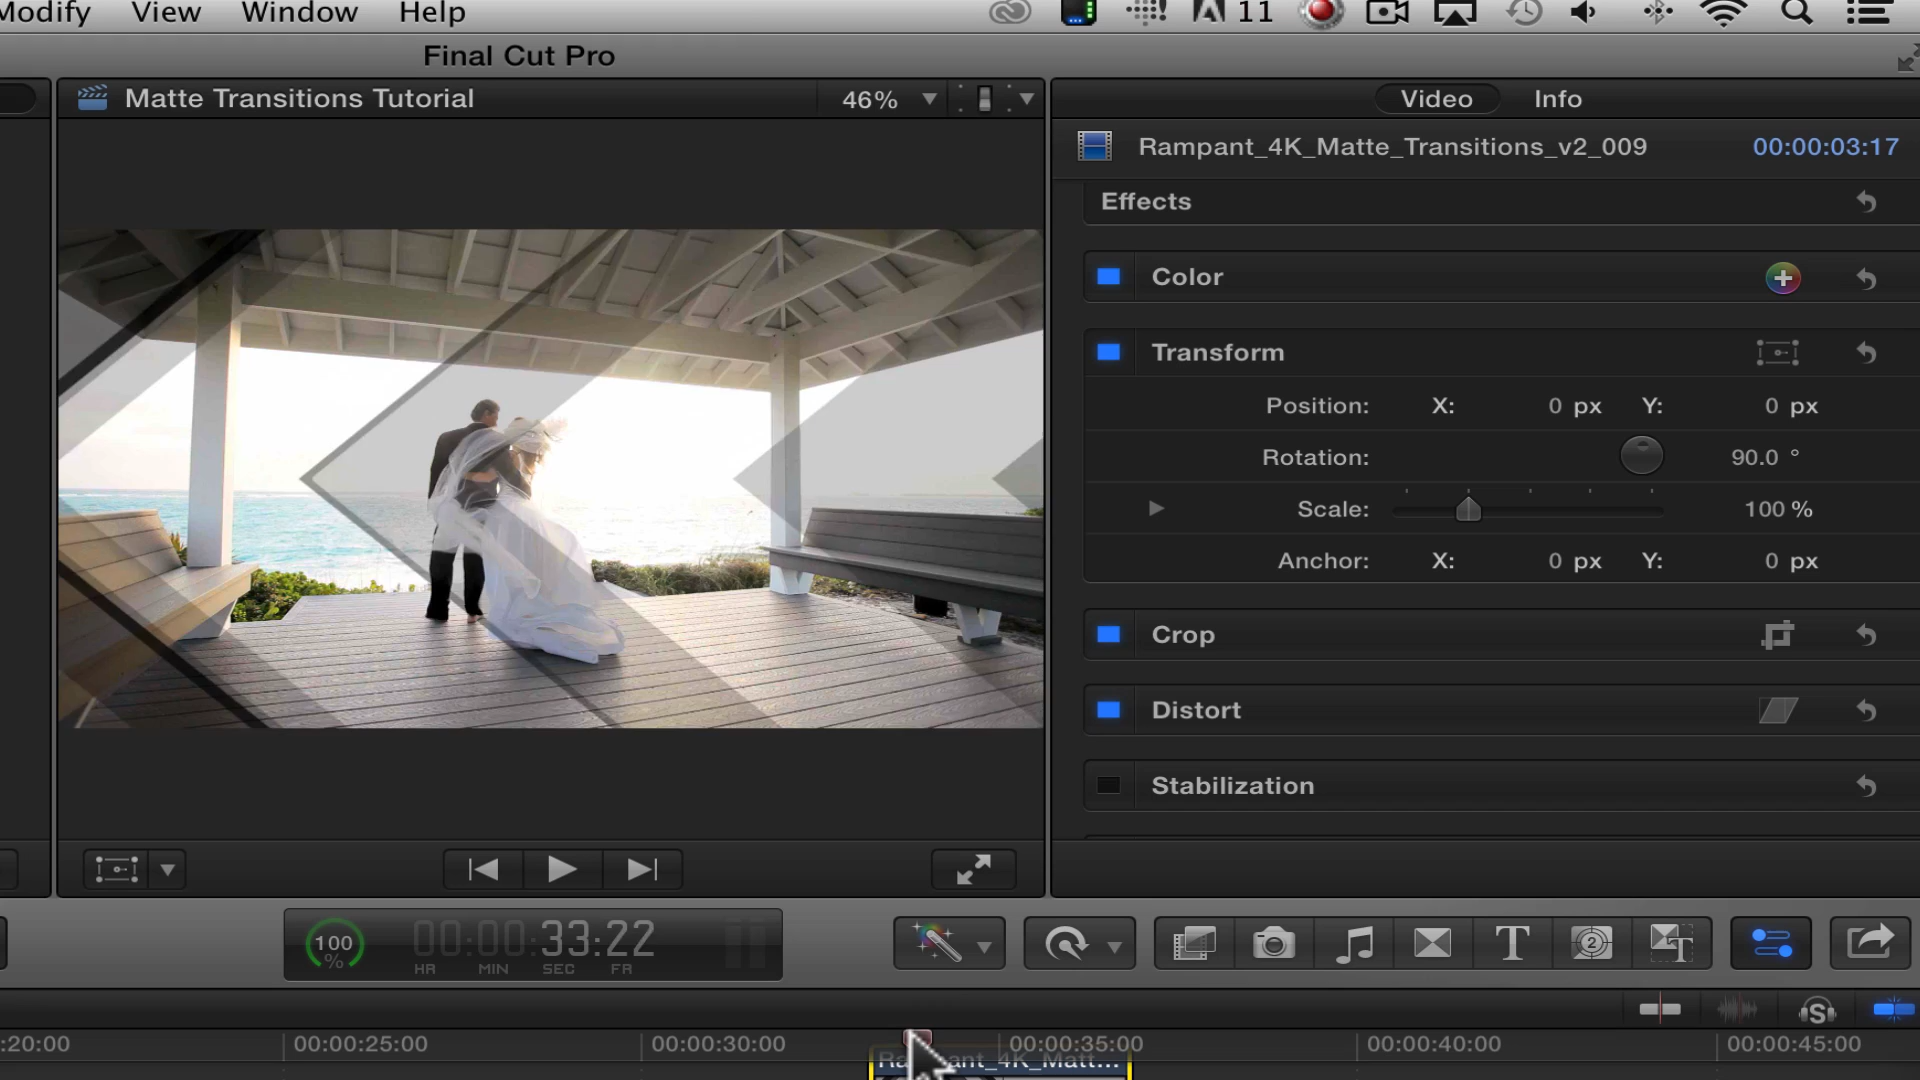 Modify View Window Help
11
Final Cut Pro
Matte Transitions Tutorial 46%
Video Info
Rampant_4K_Matte_Transitions_v2_009 00:00:03:17
Effects
Color
Transform
Position: X: 0 px Y: 0 px
Rotation: 90.0 °
Scale: 100 %
Anchor: X: 0 px Y: 0 px
Crop
Distort
Stabilization
100 % 00:00:33:22
HR MIN SEC FR
T 2 T
S
:20:00 00:00:25:00 00:00:30:00 00:00:35:00 00:00:40:00 00:00:45:00